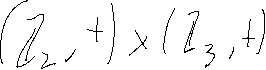 (ℤ₂, +) × (ℤ₃, +)